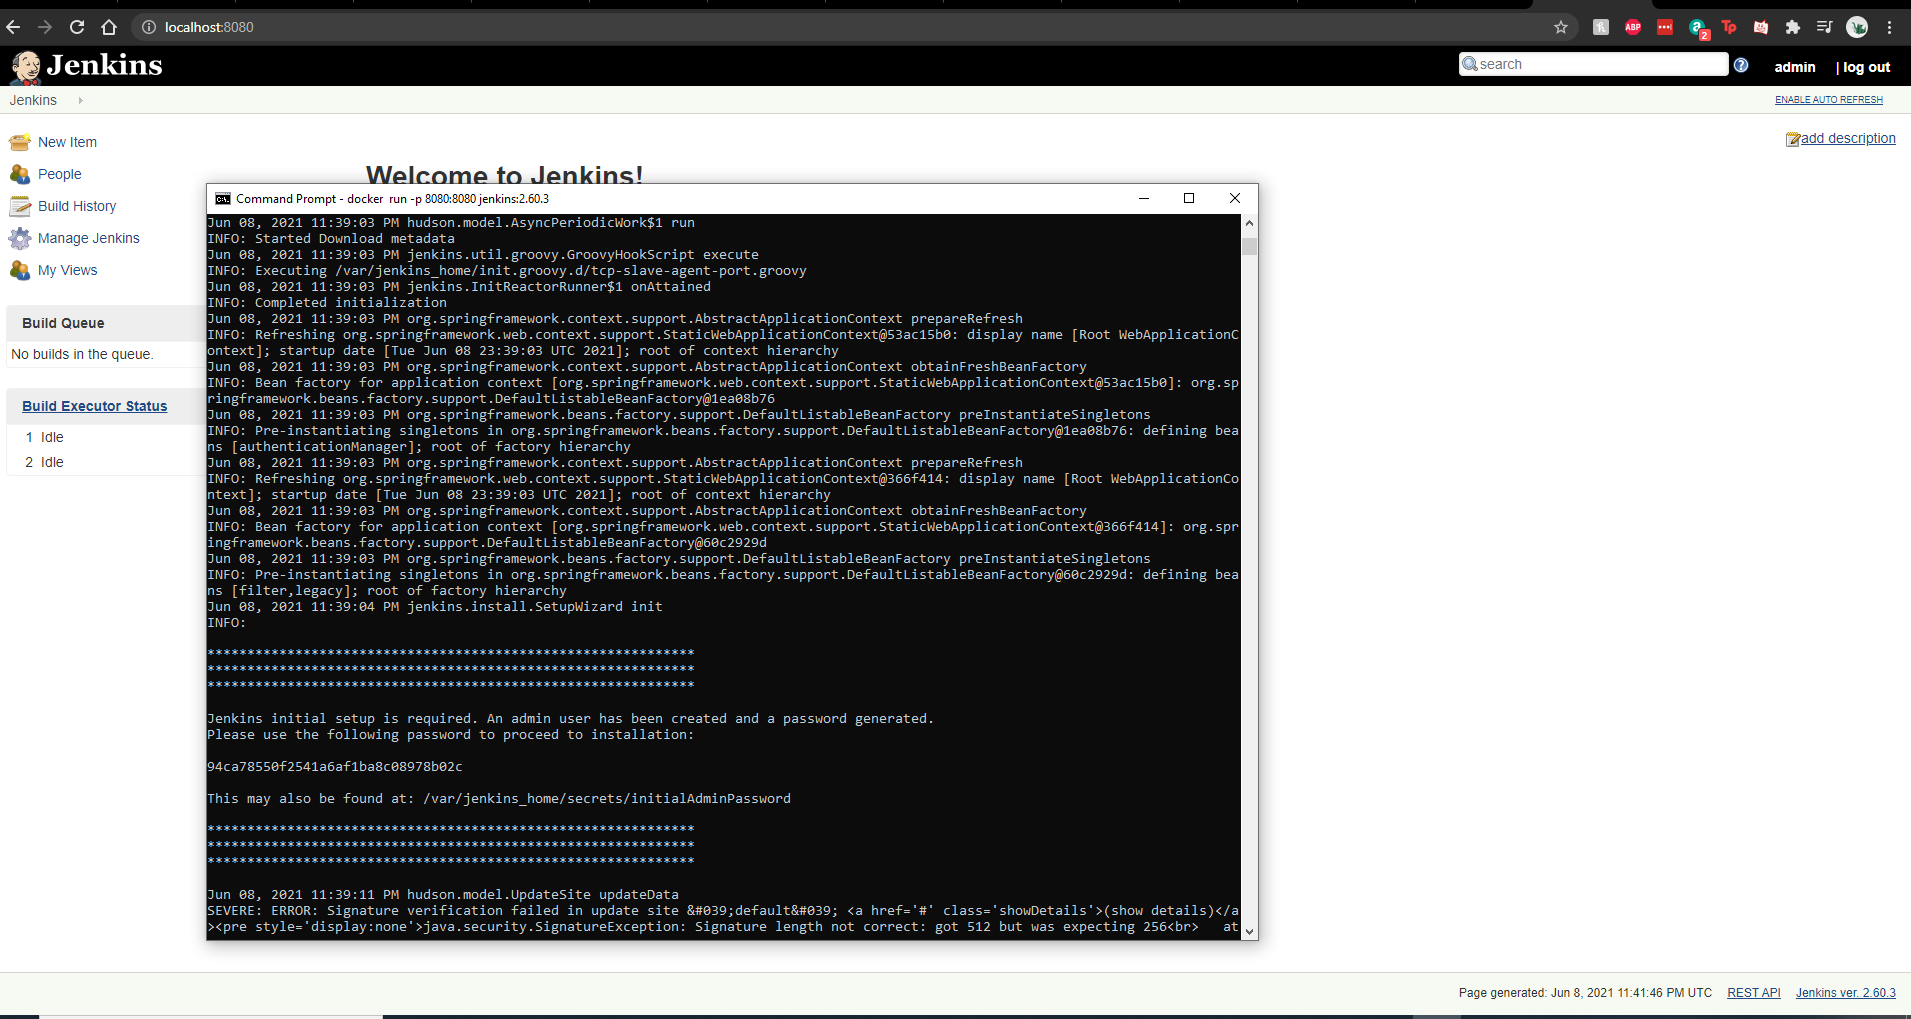 localhost:8080
ABP
2
Tp
Jenkins
search
admin
| log out
Jenkins
ENABLE AUTO REFRESH
New Item
People
Build History
Manage Jenkins
My Views
add description
Build Queue
No builds in the queue.
Build Executor Status
1 Idle
2 Idle
Welcome to Jenkins!
Command Prompt - docker  run -p 8080:8080 jenkins:2.60.3
Jun 08, 2021 11:39:03 PM hudson.model.AsyncPeriodicWork$1 run
INFO: Started Download metadata
Jun 08, 2021 11:39:03 PM jenkins.util.groovy.GroovyHookScript execute
INFO: Executing /var/jenkins_home/init.groovy.d/tcp-slave-agent-port.groovy
Jun 08, 2021 11:39:03 PM jenkins.InitReactorRunner$1 onAttained
INFO: Completed initialization
Jun 08, 2021 11:39:03 PM org.springframework.context.support.AbstractApplicationContext prepareRefresh
INFO: Refreshing org.springframework.web.context.support.StaticWebApplicationContext@53ac15b0: display name [Root WebApplicationC
ontext]; startup date [Tue Jun 08 23:39:03 UTC 2021]; root of context hierarchy
Jun 08, 2021 11:39:03 PM org.springframework.context.support.AbstractApplicationContext obtainFreshBeanFactory
INFO: Bean factory for application context [org.springframework.web.context.support.StaticWebApplicationContext@53ac15b0]: org.sp
ringframework.beans.factory.support.DefaultListableBeanFactory@1ea08b76
Jun 08, 2021 11:39:03 PM org.springframework.beans.factory.support.DefaultListableBeanFactory preInstantiateSingletons
INFO: Pre-instantiating singletons in org.springframework.beans.factory.support.DefaultListableBeanFactory@1ea08b76: defining bea
ns [authenticationManager]; root of factory hierarchy
Jun 08, 2021 11:39:03 PM org.springframework.context.support.AbstractApplicationContext prepareRefresh
INFO: Refreshing org.springframework.web.context.support.StaticWebApplicationContext@366f414: display name [Root WebApplicationCo
ntext]; startup date [Tue Jun 08 23:39:03 UTC 2021]; root of context hierarchy
Jun 08, 2021 11:39:03 PM org.springframework.context.support.AbstractApplicationContext obtainFreshBeanFactory
INFO: Bean factory for application context [org.springframework.web.context.support.StaticWebApplicationContext@366f414]: org.spr
ingframework.beans.factory.support.DefaultListableBeanFactory@60c2929d
Jun 08, 2021 11:39:03 PM org.springframework.beans.factory.support.DefaultListableBeanFactory preInstantiateSingletons
INFO: Pre-instantiating singletons in org.springframework.beans.factory.support.DefaultListableBeanFactory@60c2929d: defining bea
ns [filter,legacy]; root of factory hierarchy
Jun 08, 2021 11:39:04 PM jenkins.install.SetupWizard init
INFO:
*************************************************************
*************************************************************
*************************************************************
Jenkins initial setup is required. An admin user has been created and a password generated.
Please use the following password to proceed to installation:
94ca78550f2541a6af1ba8c08978b02c
This may also be found at: /var/jenkins_home/secrets/initialAdminPassword
*************************************************************
*************************************************************
*************************************************************
Jun 08, 2021 11:39:11 PM hudson.model.UpdateSite updateData
SEVERE: ERROR: Signature verification failed in update site &#039;default&#039; <a href='#' class='showDetails'>(show details)</a
><pre style='display:none'>java.security.SignatureException: Signature length not correct: got 512 but was expecting 256<br>   at
Page generated: Jun 8, 2021 11:41:46 PM UTC
REST API
Jenkins ver. 2.60.3